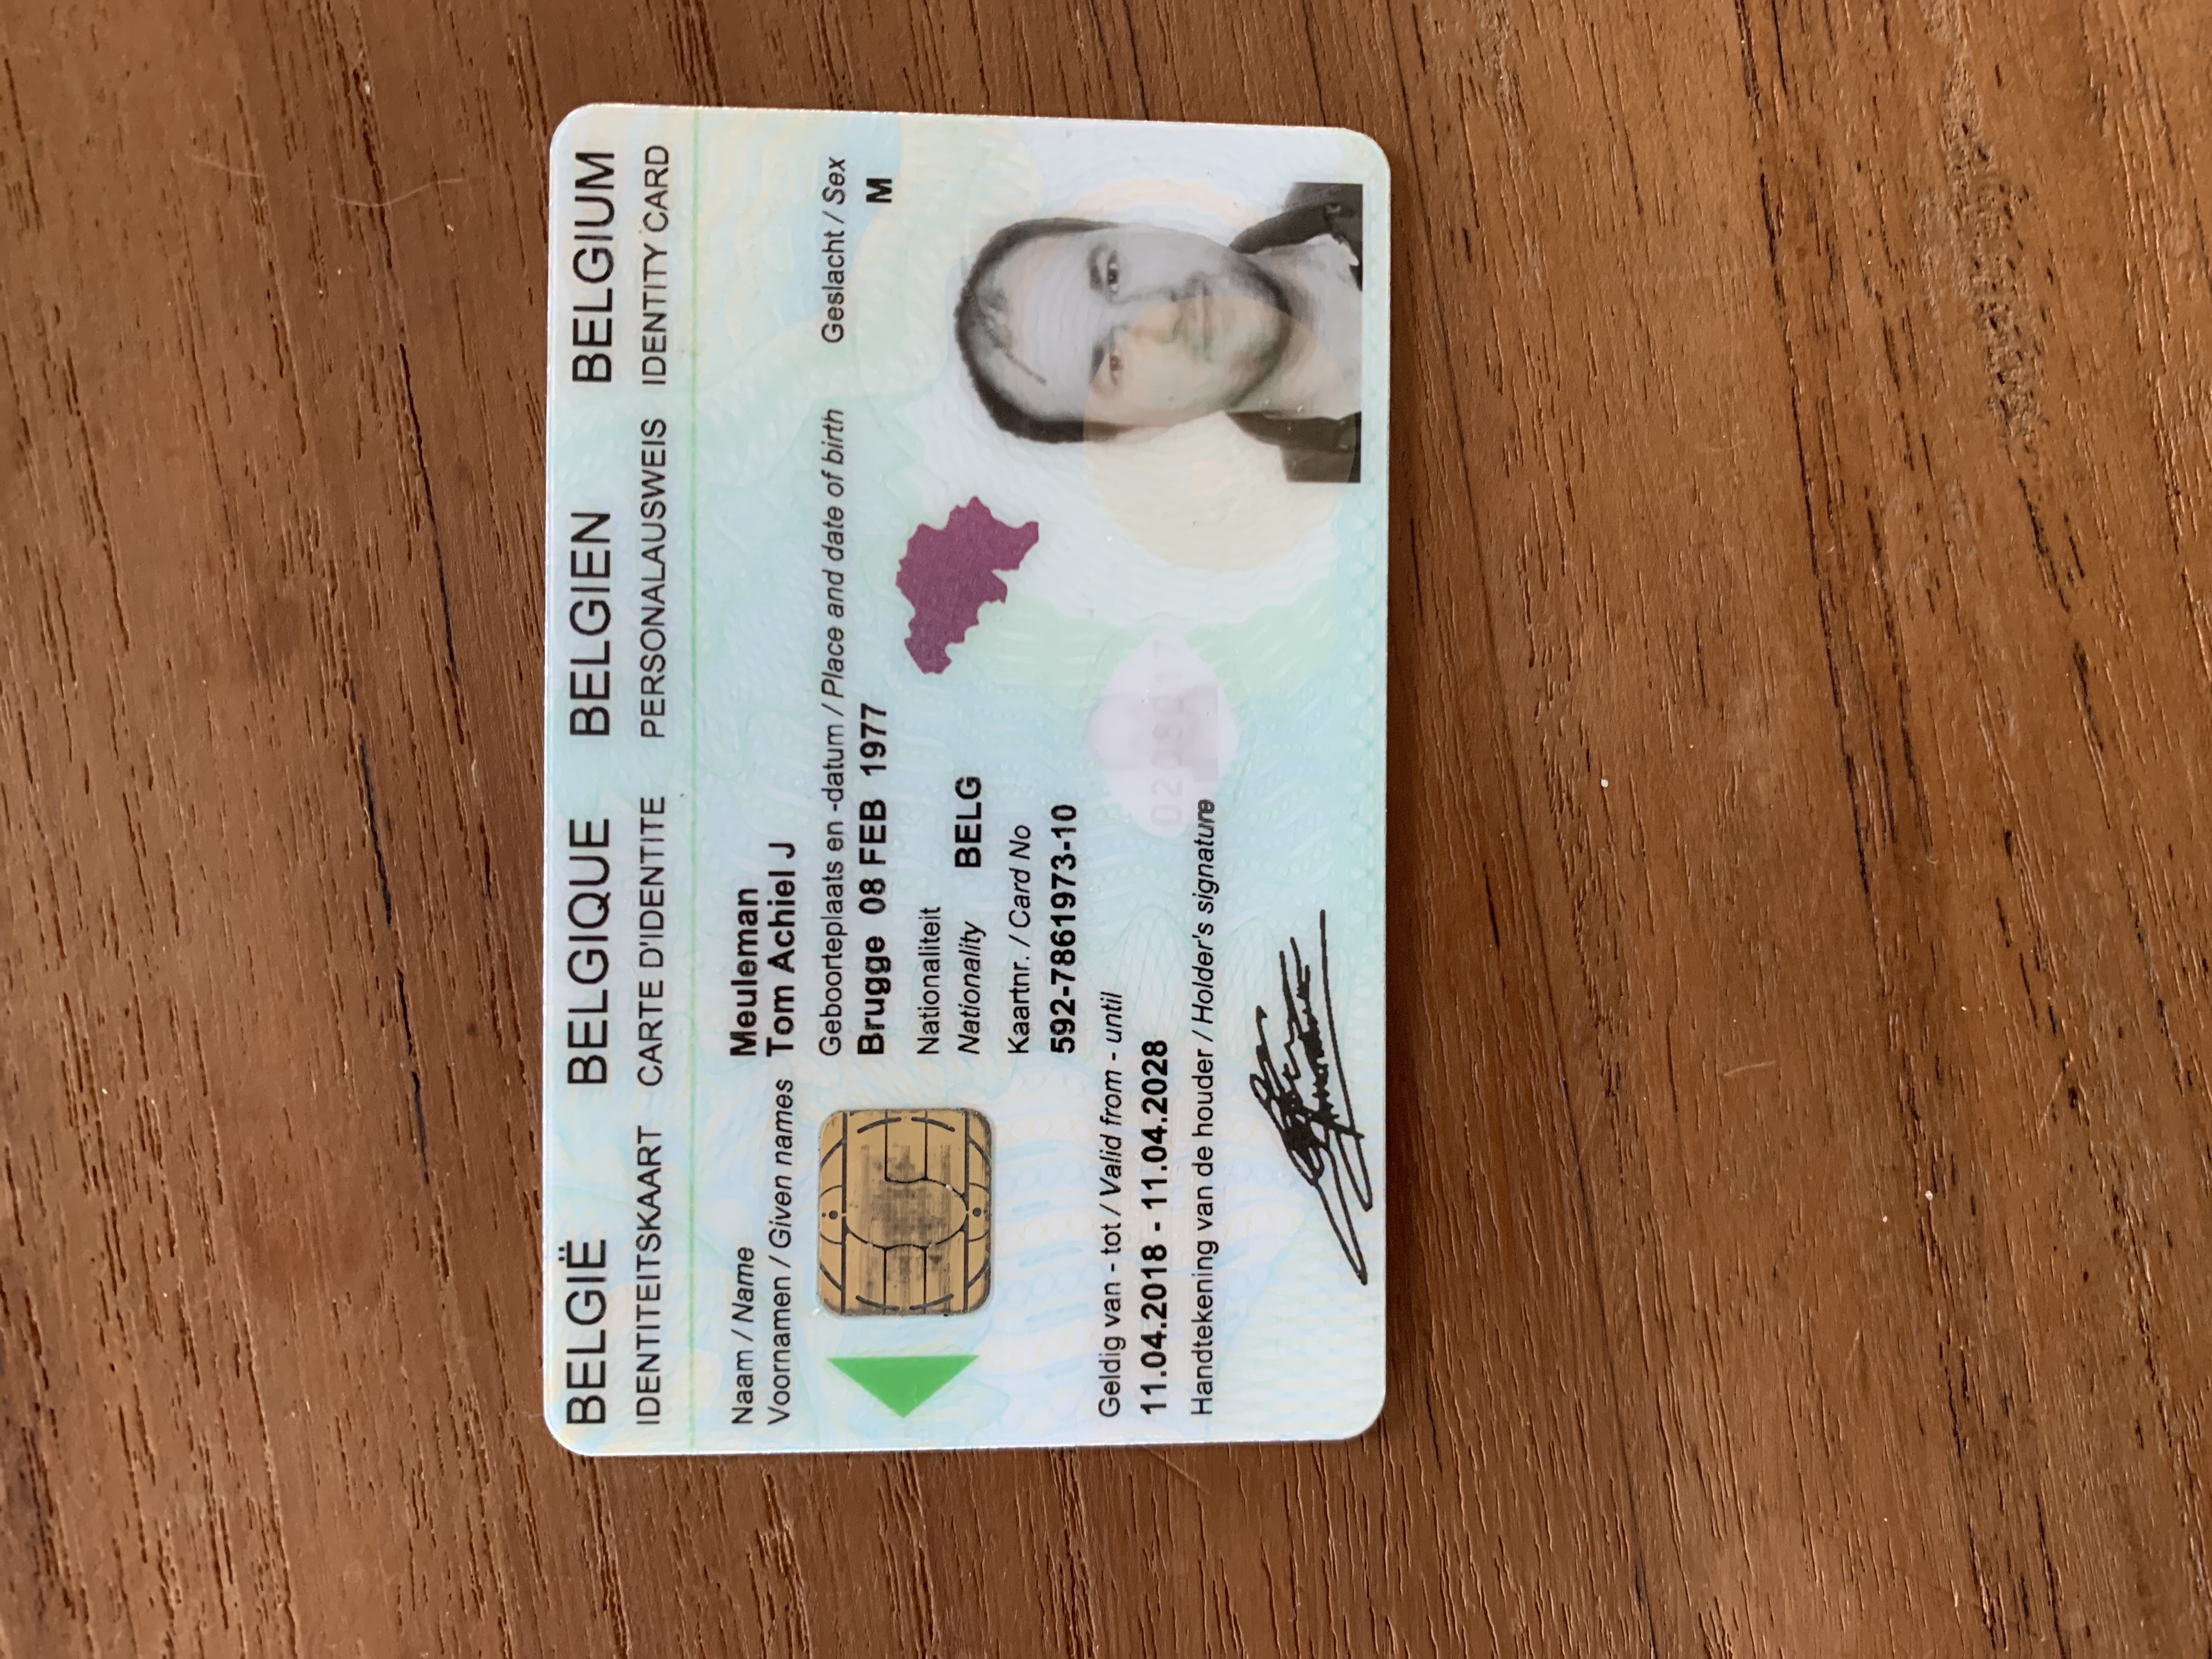 BELGIË BELGIQUE BELGIEN BELGIUM
IDENTITEITSKAART CARTE D'IDENTITE PERSONALAUSWEIS IDENTITY CARD
Naam / Name Meuleman
Voornamen / Given names Tom Achiel J
Geboorteplaats en -datum / Place and date of birth Geslacht / Sex
Brugge 08 FEB 1977 M
Nationaliteit
Nationality BELG
Kaartnr. / Card No
592-7861973-10
Geldig van - tot / Valid from - until
11.04.2018 - 11.04.2028
Handtekening van de houder / Holder's signature